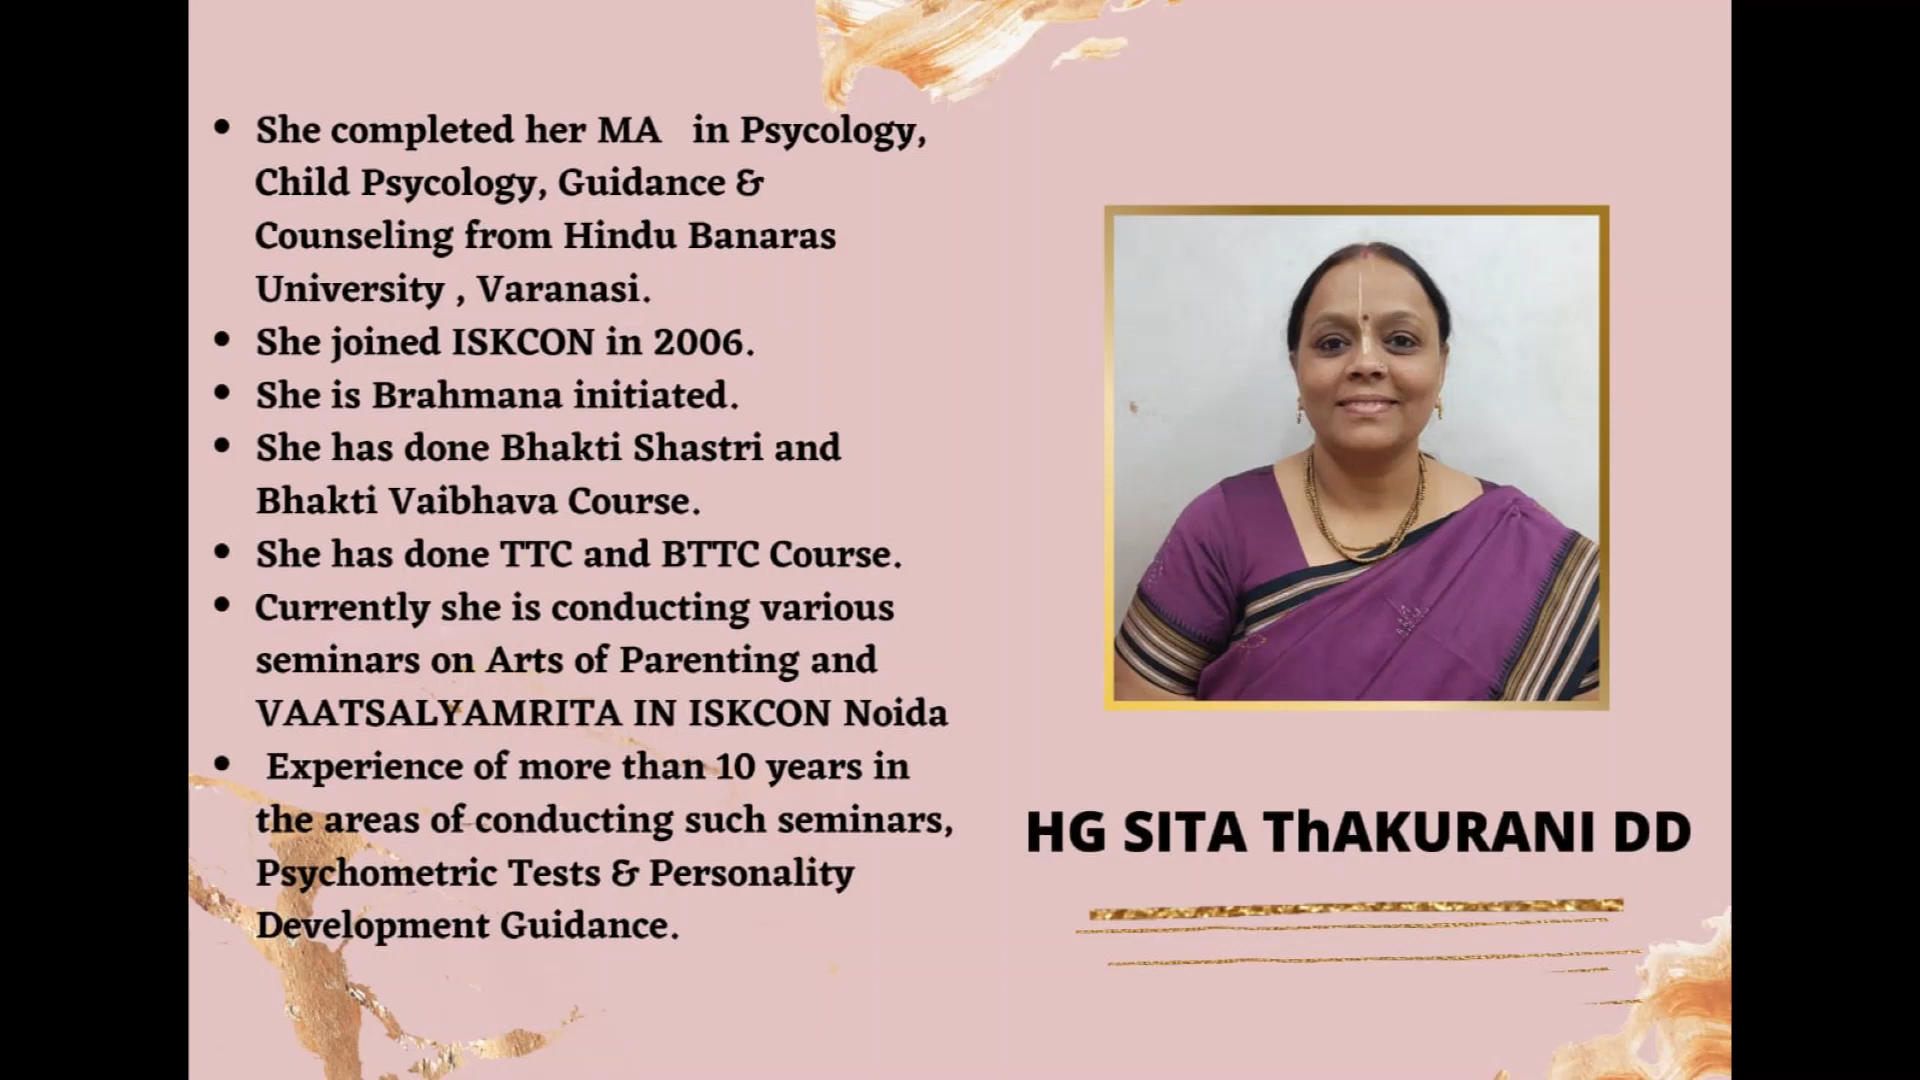 She completed her MA in Psycology,
Child Psycology, Guidance &
Counseling from Hindu Banaras
University , Varanasi.
She joined ISKCON in 2006.
She is Brahmana initiated.
She has done Bhakti Shastri and
Bhakti Vaibhava Course.
She has done TTC and BTTC Course.
Currently she is conducting various
seminars on Arts of Parenting and
VAATSALYAMRITA IN ISKCON Noida
Experience of more than 10 years in
the areas of conducting such seminars,
Psychometric Tests & Personality
Development Guidance.
HG SITA ThAKURANI DD